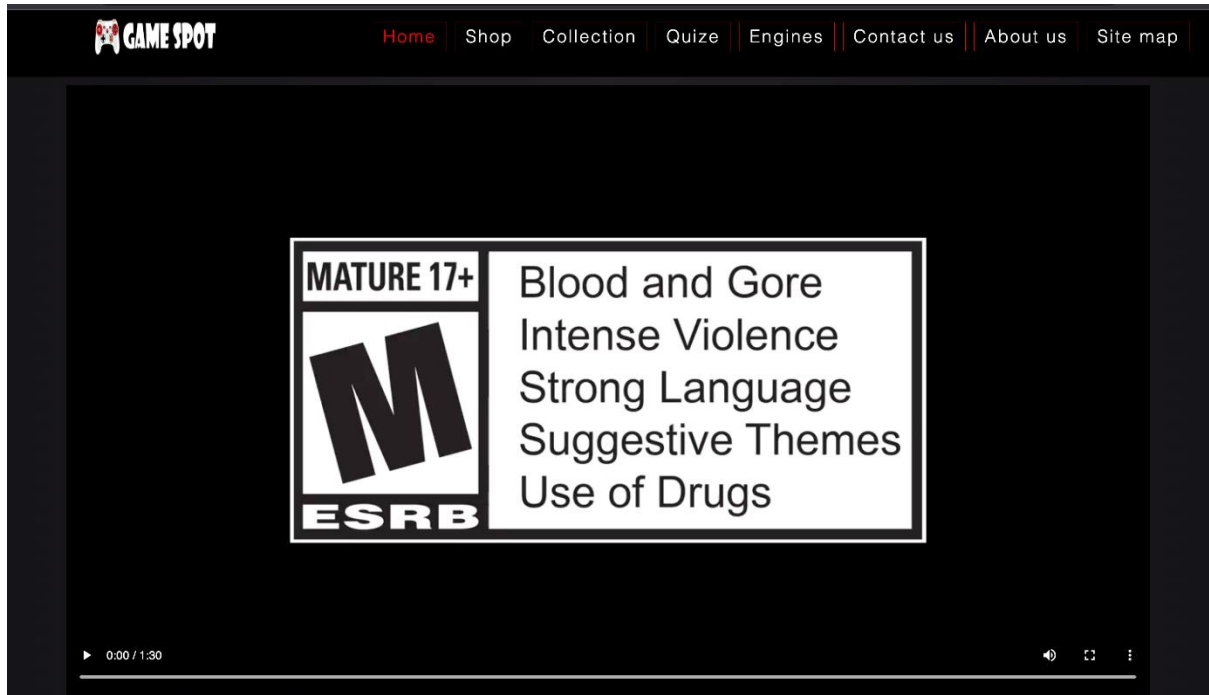 GAME SPOT
Home Shop Collection Quize Engines Contact us About us Site map
MATURE 17+
M
ESRB
Blood and Gore
Intense Violence
Strong Language
Suggestive Themes
Use of Drugs
0:00 / 1:30